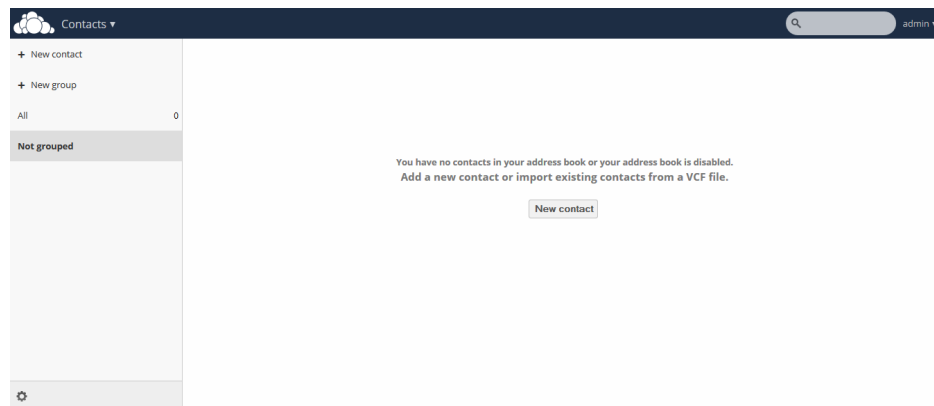 Contacts ▾
admin
+ New contact
+ New group
All 0
Not grouped
You have no contacts in your address book or your address book is disabled.
Add a new contact or import existing contacts from a VCF file.
New contact